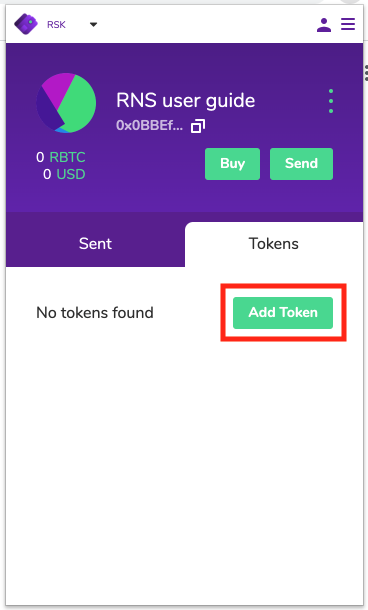 RSK
RNS user guide
0x0BBEf...
0 RBTC
0 USD
Buy
Send
Sent
Tokens
No tokens found
Add Token